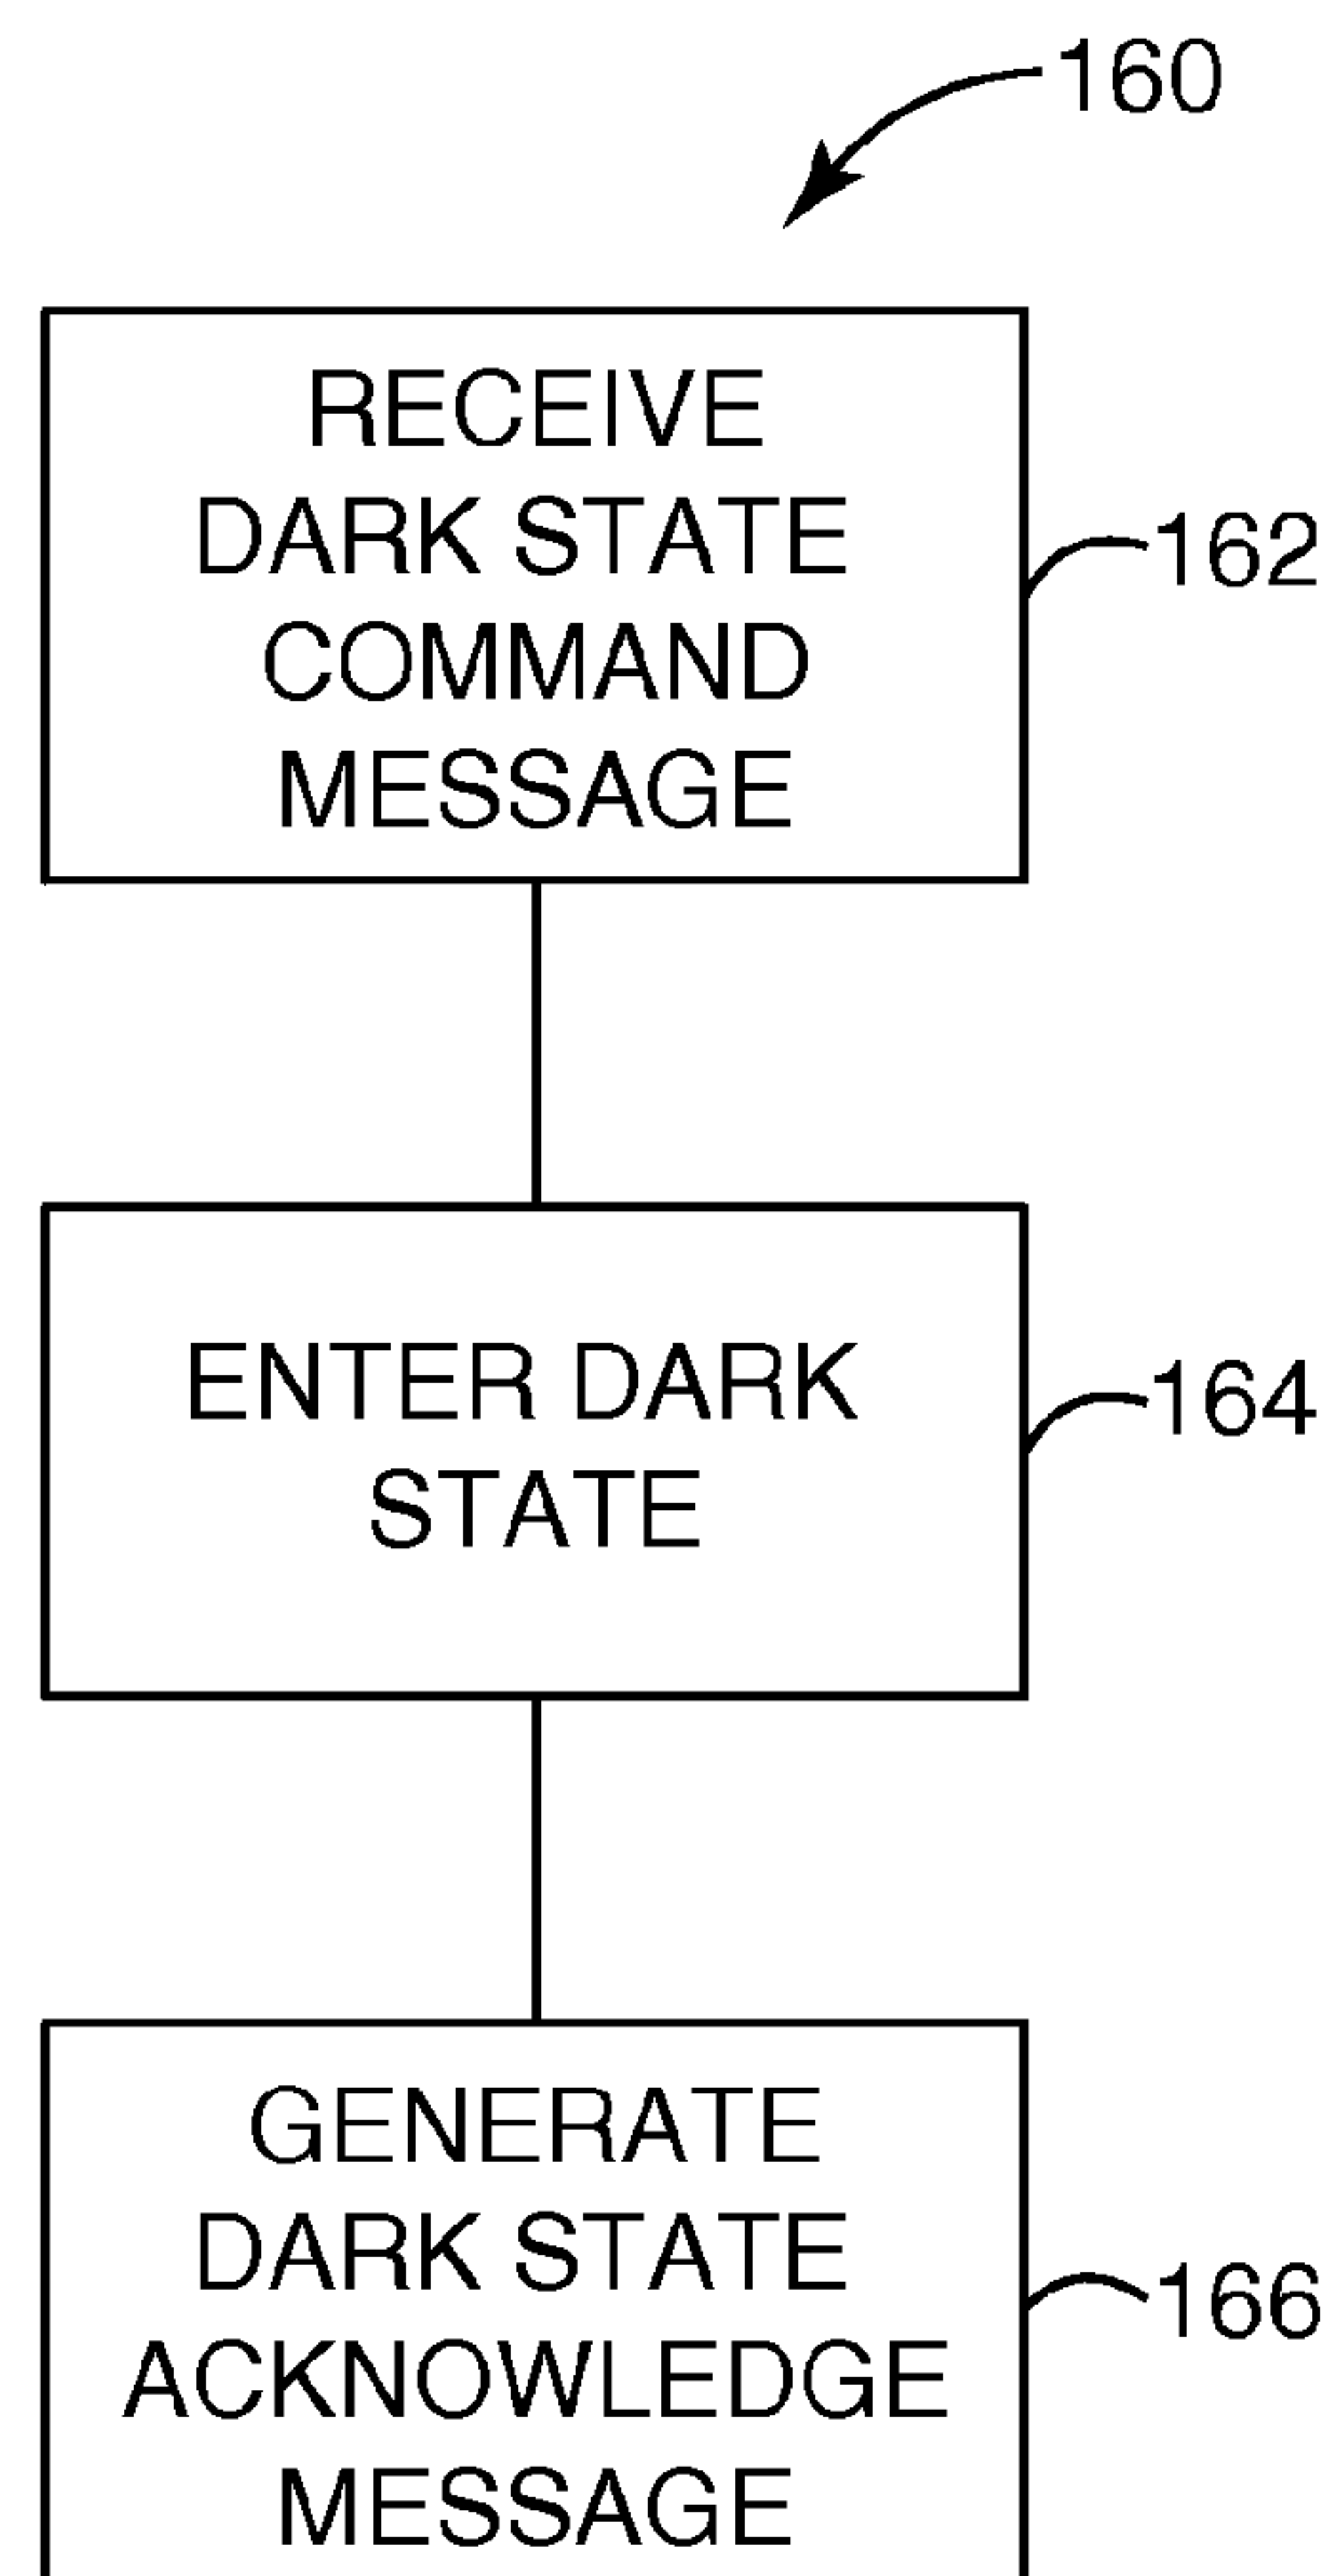 160
RECEIVE
DARK STATE
COMMAND
MESSAGE
162
ENTER DARK
STATE
164
GENERATE
DARK STATE
ACKNOWLEDGE
MESSAGE
166